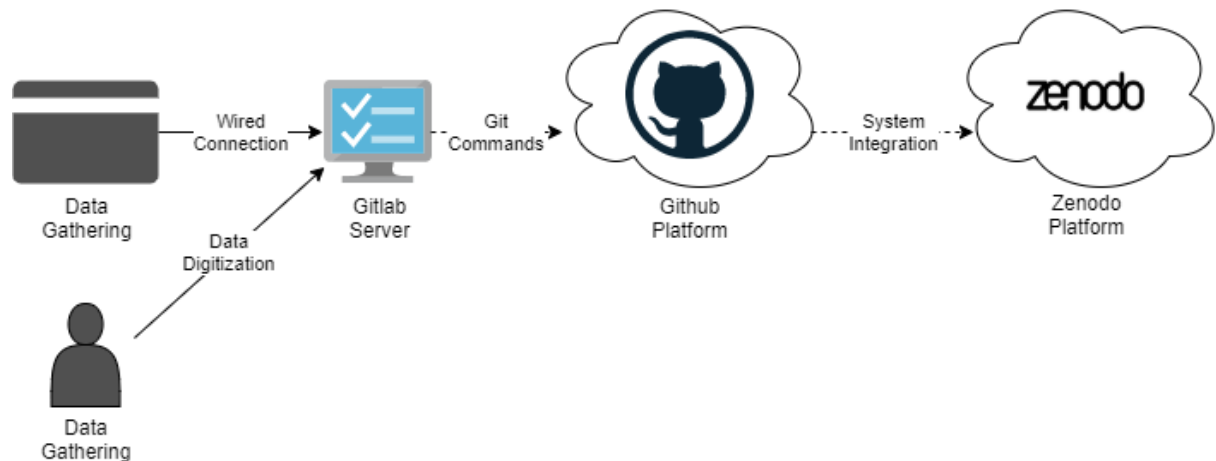 Wired
Connection
Git
Commands
System
Integration
zenodo
Data
Gathering
Gitlab
Server
Github
Platform
Zenodo
Platform
Data
Digitization
Data
Gathering